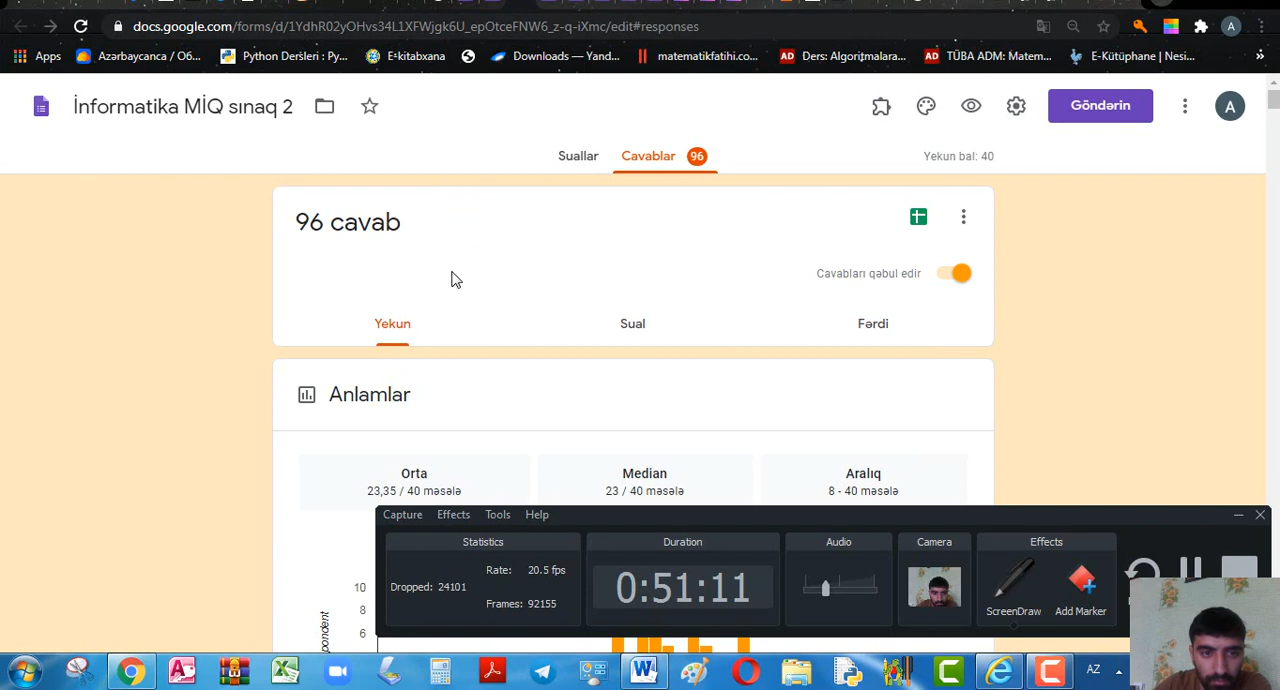 docs.google.com/forms/d/1YdhR02yOHvs34L1XFWjgk6U_epOtceFNW6_z-q-iXmc/edit#responses
A
Apps
Azərbaycanca / Об...
Python Dersleri : Py...
E-kitabxana
Downloads — Yand...
matematikfatihi.co...
AD
Ders: Algoritmalara...
AD
TÜBA ADM: Matem...
E-Kütüphane | Nesi...
»
İnformatika MİQ sınaq 2
Göndərin
A
Suallar
Cavablar 96
Yekun bal: 40
96 cavab
Cavabları qəbul edir
Yekun
Sual
Fərdi
Anlamlar
Orta
23,35 / 40 məsələ
Median
23 / 40 məsələ
Aralıq
8 - 40 məsələ
10
8
6
Capture Effects Tools Help
Statistics
Dropped: 24101
Rate: 20.5 fps
Frames: 92155
Duration
0:51:11
Audio
Camera
Effects
ScreenDraw
Add Marker
AZ